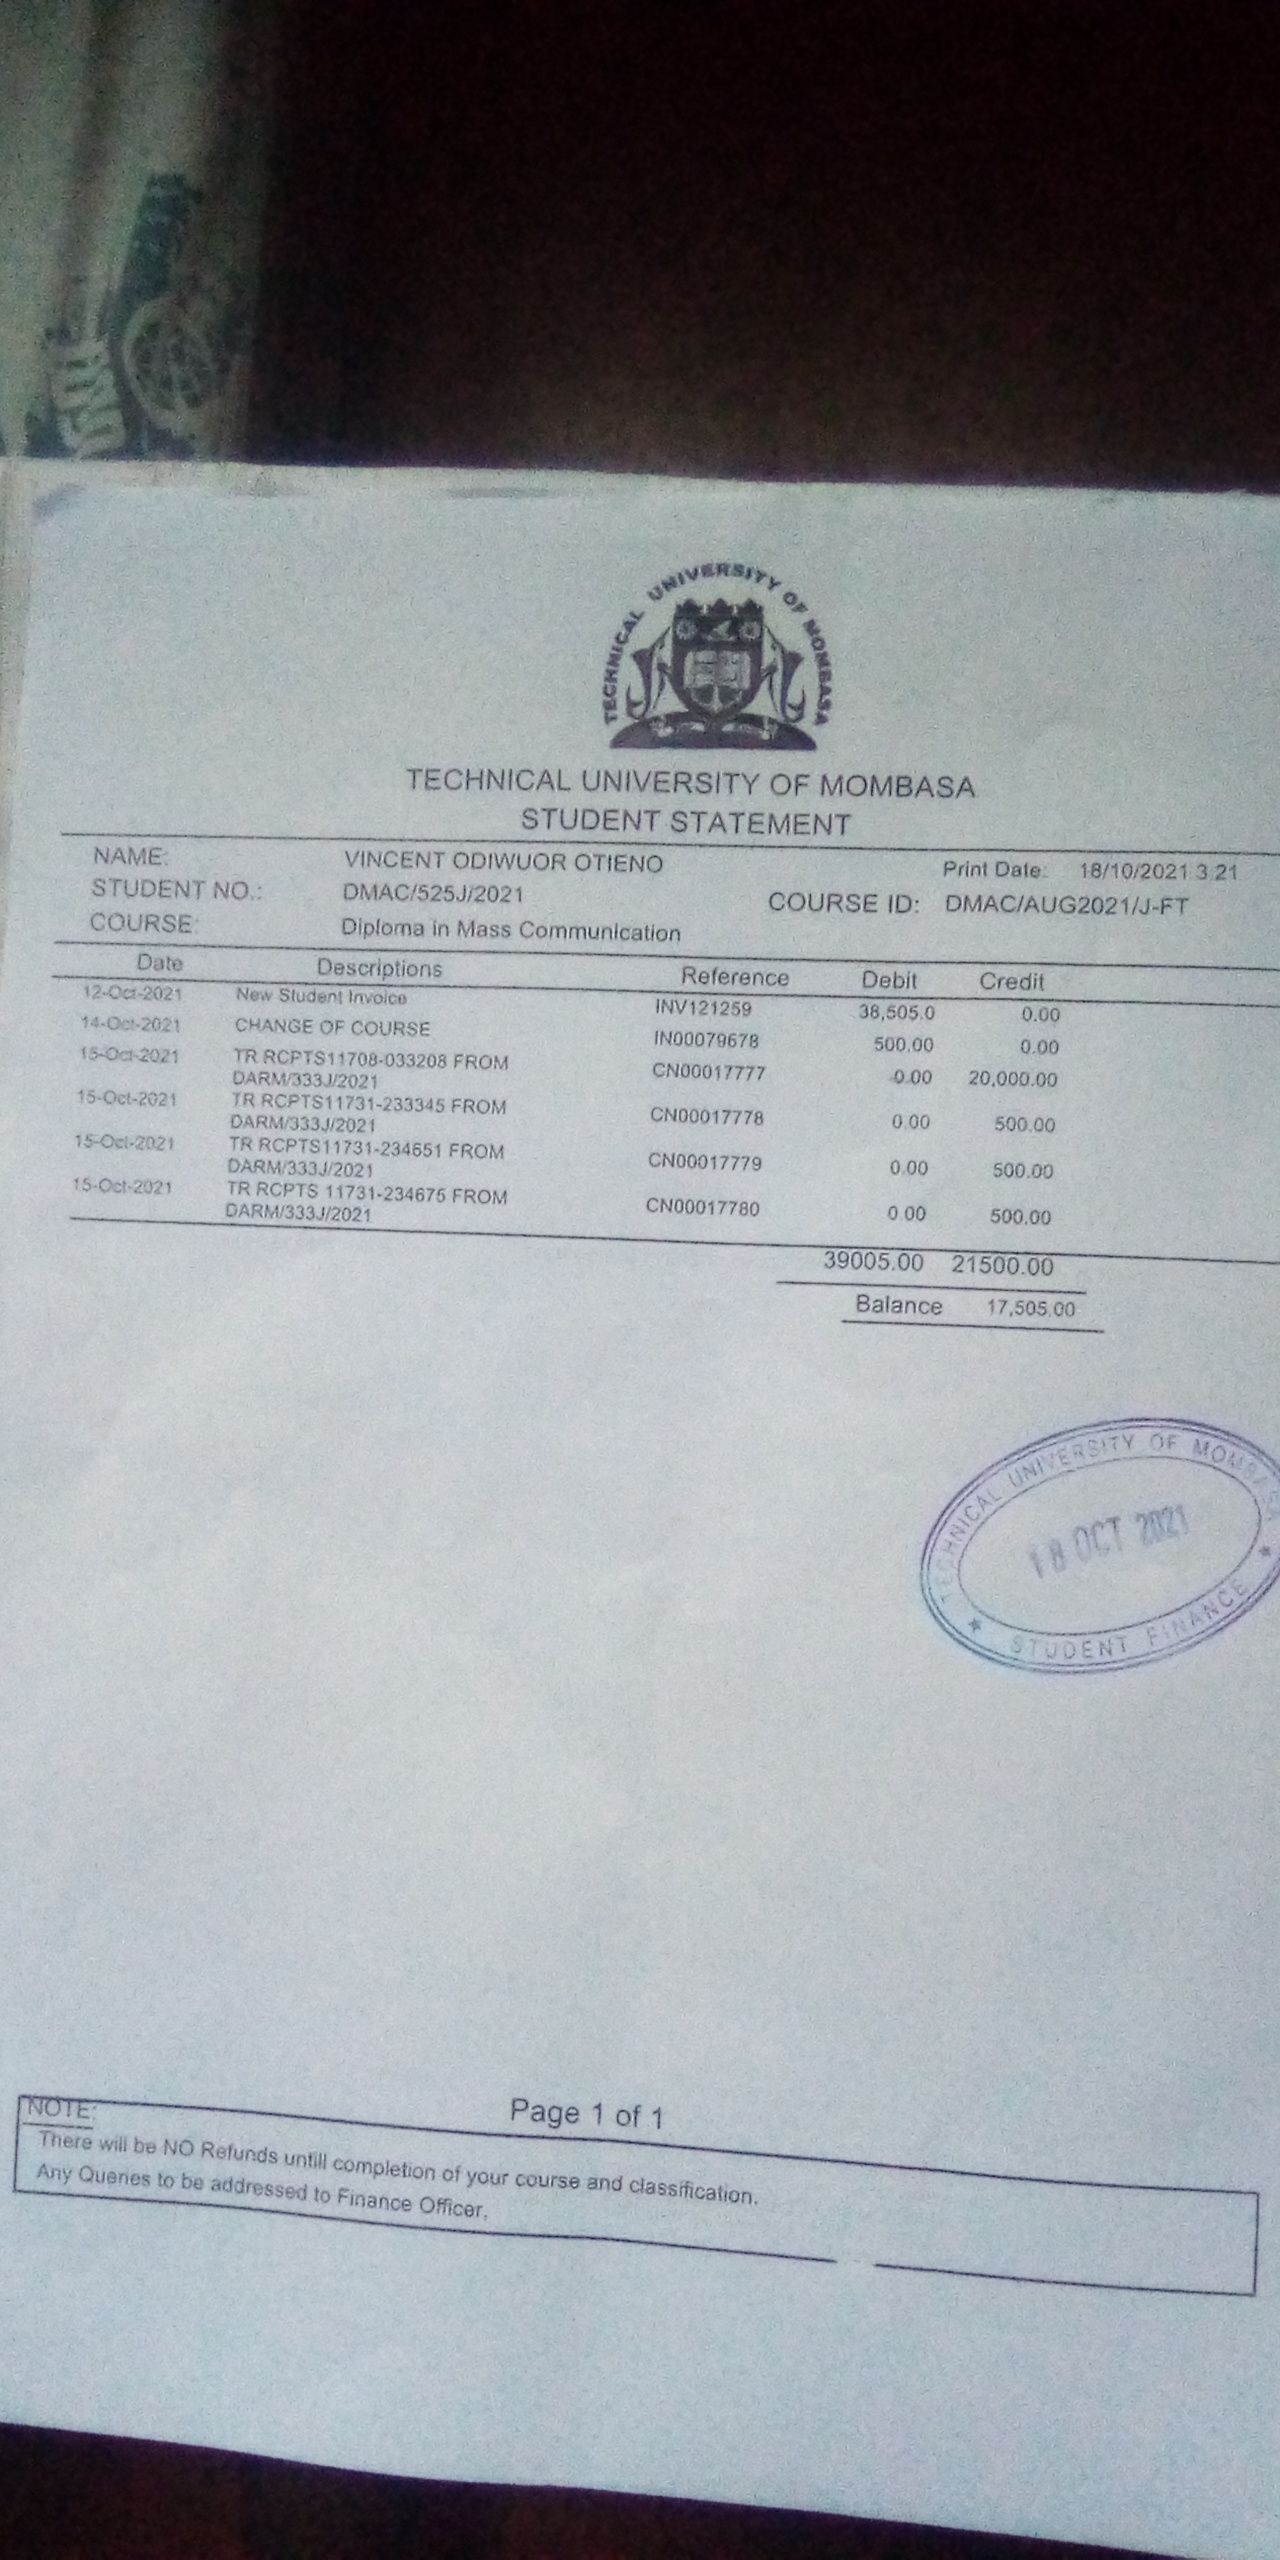 TECHNICAL UNIVERSITY OF MOMBASA
TECHNICAL UNIVERSITY OF MOMBASA
STUDENT STATEMENT
NAME: VINCENT ODIWUOR OTIENO Print Date: 18/10/2021 3.21
STUDENT NO.: DMAC/525J/2021 COURSE ID: DMAC/AUG2021/J-FT
COURSE: Diploma in Mass Communication
Date Descriptions Reference Debit Credit
12-Oct-2021 New Student Invoice INV121259 38,505.0 0.00
14-Oct-2021 CHANGE OF COURSE IN00079678 500.00 0.00
15-Oct-2021 TR RCPTS11708-033208 FROM CN00017777 0.00 20,000.00
DARM/333J/2021
15-Oct-2021 TR RCPTS11731-233345 FROM CN00017778 0.00 500.00
DARM/333J/2021
15-Oct-2021 TR RCPTS11731-234651 FROM CN00017779 0.00 500.00
DARM/333J/2021
15-Oct-2021 TR RCPTS 11731-234675 FROM CN00017780 0.00 500.00
DARM/333J/2021
39005.00 21500.00
Balance 17,505.00
TECHNICAL UNIVERSITY OF MOMBASA
18 OCT 2021
STUDENT FINANCE
Page 1 of 1
NOTE:
There will be NO Refunds untill completion of your course and classification.
Any Queries to be addressed to Finance Officer.